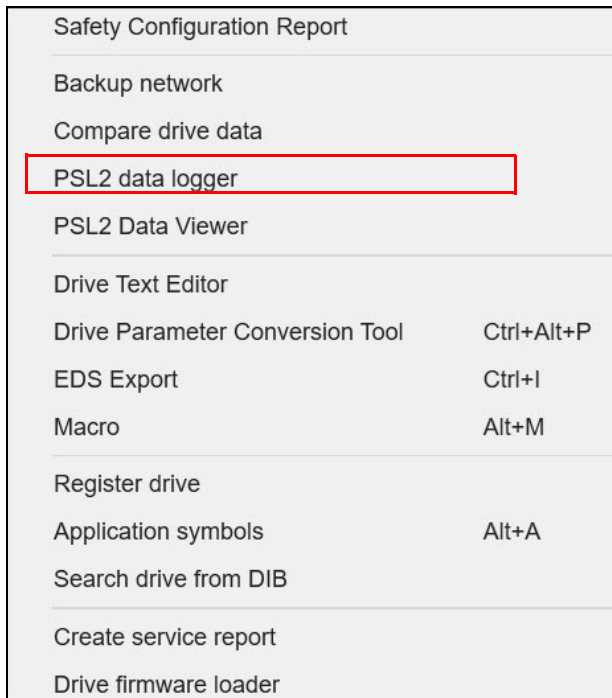 Safety Configuration Report
Backup network
Compare drive data
PSL2 data logger
PSL2 Data Viewer
Drive Text Editor
Drive Parameter Conversion Tool Ctrl+Alt+P
EDS Export Ctrl+I
Macro Alt+M
Register drive
Application symbols Alt+A
Search drive from DIB
Create service report
Drive firmware loader